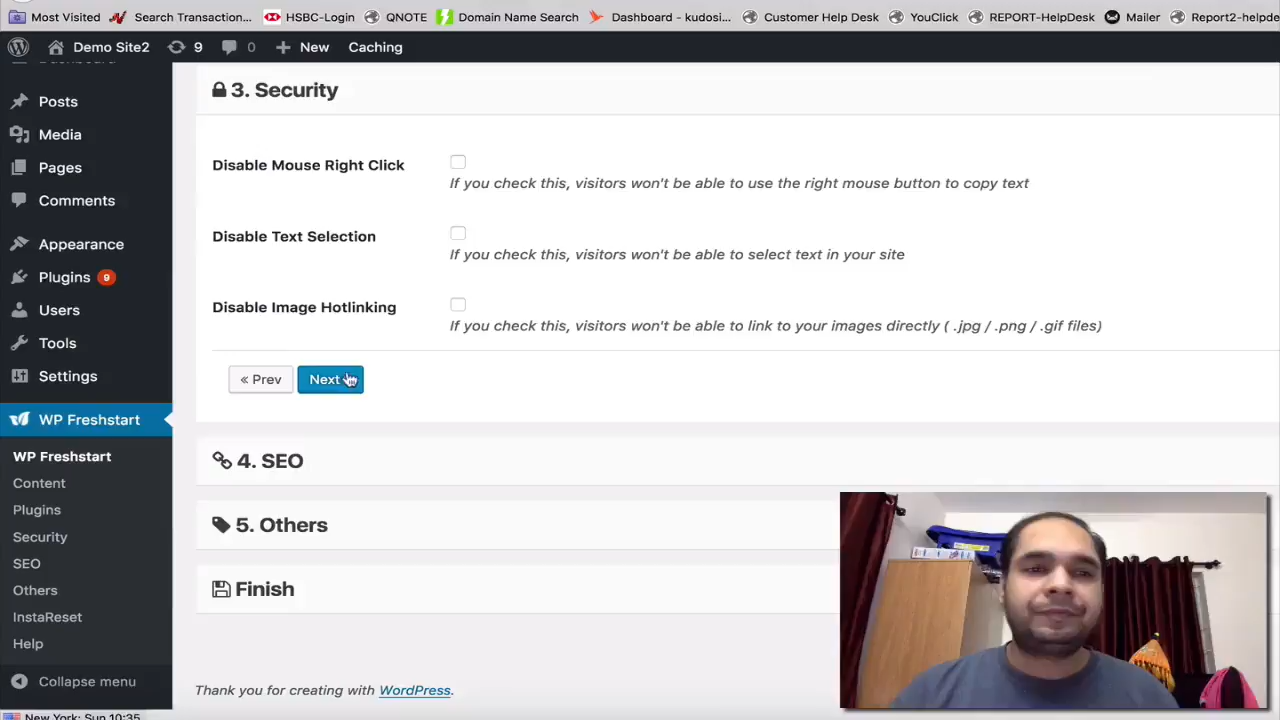 Most Visited Search Transaction... HSBC-Login QNOTE Domain Name Search Dashboard - kudosi... Customer Help Desk YouClick REPORT-HelpDesk Mailer Report2-helpde
Demo Site2 9 0 New Caching
Dashboard
Posts
Media
Pages
Comments
Appearance
Plugins 9
Users
Tools
Settings
WP Freshstart
WP Freshstart
Content
Plugins
Security
SEO
Others
InstaReset
Help
Collapse menu
3. Security
Disable Mouse Right Click
If you check this, visitors won't be able to use the right mouse button to copy text
Disable Text Selection
If you check this, visitors won't be able to select text in your site
Disable Image Hotlinking
If you check this, visitors won't be able to link to your images directly ( .jpg / .png / .gif files)
« Prev Next
4. SEO
5. Others
Finish
Thank you for creating with WordPress.
New York: Sun 10:35